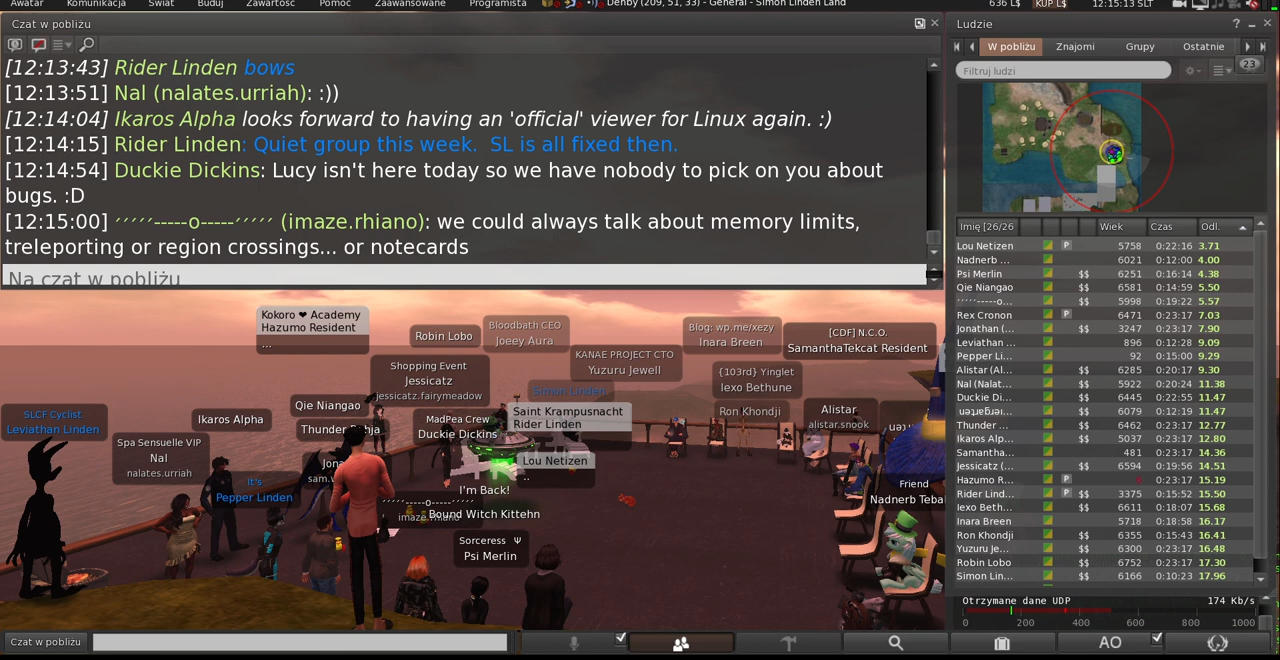 Awatar Komunikacja Świat Buduj Zawartość Pomoc Zaawansowane Programista Denby (209, 51, 33) - General - Simon Linden Land 636 L$ KUP L$ 12:15:13 SLT
Czat w pobliżu
[12:13:43] Rider Linden bows
[12:13:51] Nal (nalates.urriah): :))
[12:14:04] Ikaros Alpha looks forward to having an 'official' viewer for Linux again. :)
[12:14:15] Rider Linden: Quiet group this week. SL is all fixed then.
[12:14:54] Duckie Dickins: Lucy isn't here today so we have nobody to pick on you about
bugs. :D
[12:15:00] ˊˊˊˊˊ-----o-----ˊˊˊˊˊ (imaze.rhiano): we could always talk about memory limits,
treleporting or region crossings... or notecards
Na czat w pobliżu
Kokoro ❤ Academy
Hazumo Resident
...
Robin Lobo
Bloodbath CEO
Joeey Aura
Blog: wp.me/xezy
Inara Breen
[CDF] N.C.O.
SamanthaTekcat Resident
KANAE PROJECT CTO
Yuzuru Jewell
Shopping Event
Jessicatz
jessicatz.fairymeadow
{103rd} Yinglet
Iexo Bethune
Simon Linden
SLCF Cyclist
Leviathan Linden
Ikaros Alpha
Qie Niangao
Thunder
MadPea Crew
Duckie Dickins
Saint Krampusnacht
Rider Linden
Ron Khondji
Alistar
alistar.snook
Spa Sensuelle VIP
Nal
nalates.urriah
Lou Netizen
..
It's
Pepper Linden
I'm Back!
Bound Witch Kittehn
imaze.rhiano
Friend
Nadnerb Tebai
Sorceress Ψ
Psi Merlin
Czat w pobliżu
Ludzie
? _ ×
W pobliżu Znajomi Grupy Ostatnie
23
Filtruj ludzi
Imię [26/26 Wiek Czas Odl.
Lou Netizen P 5758 0:22:16 3.71
Nadnerb ... 6021 0:12:00 4.00
Psi Merlin $$ 6251 0:16:14 4.38
Qie Niangao $$ 6581 0:14:59 5.50
ˊˊˊˊˊ-----o... $$ 5998 0:19:22 5.57
Rex Cronon P 6471 0:23:17 7.03
Jonathan (... $$ 3247 0:23:17 7.90
Leviathan ... 896 0:12:28 9.09
Pepper Li... 92 0:15:00 9.29
Alistar (Al... $$ 6285 0:20:17 9.30
Nal (Nalat... $$ 5922 0:20:24 11.38
Duckie Di... $$ 6445 0:22:55 11.47
$$ 6079 0:12:19 11.47
Thunder ... $$ 6462 0:23:17 12.77
Ikaros Alp... $$ 5037 0:23:17 12.80
Samantha... 481 0:23:17 14.36
Jessicatz (... $$ 6594 0:19:56 14.51
Hazumo R... P 0:23:17 15.19
Rider Lind... P $$ 3375 0:15:52 15.50
Iexo Beth... $$ 6611 0:18:07 15.68
Inara Breen 5718 0:18:58 16.17
Ron Khondji $$ 6355 0:15:43 16.41
Yuzuru Je... $$ 6300 0:23:17 16.48
Robin Lobo $$ 6752 0:23:17 17.30
Simon Lin... $$ 6166 0:10:23 17.96
Otrzymane dane UDP 174 Kb/s
0 200 400 600 800 1000
AO